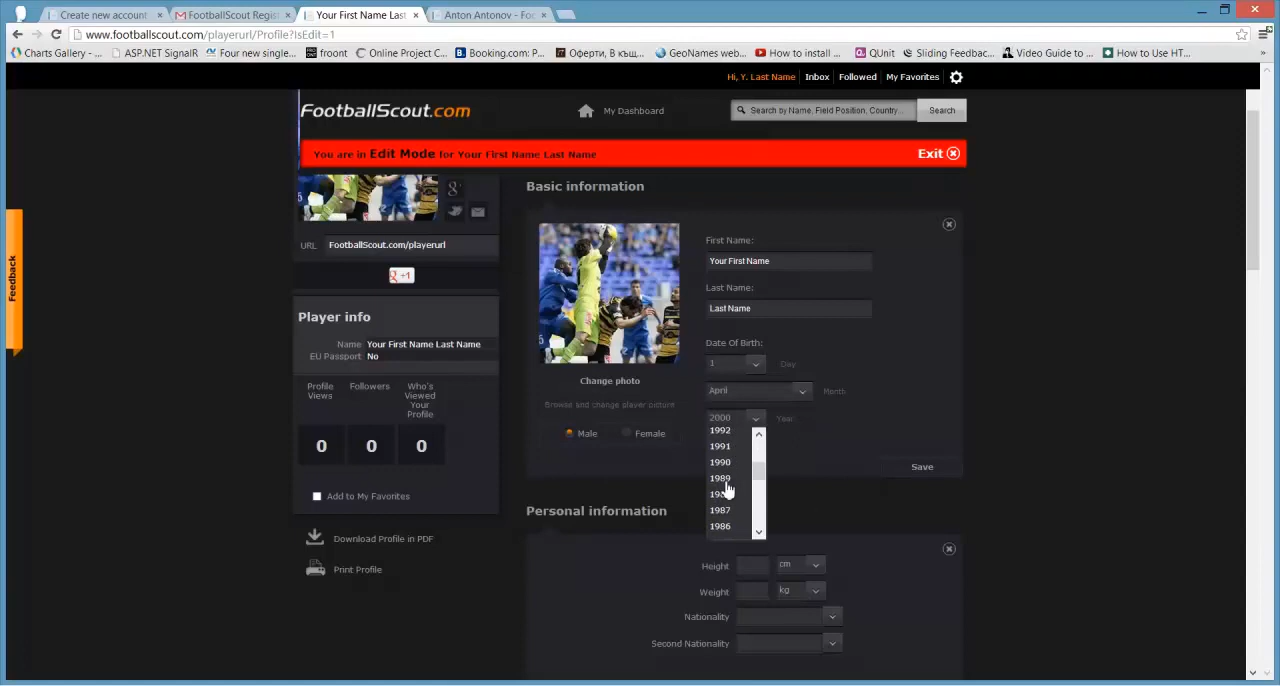 Create new account
FootballScout Regist
Your First Name Last
Anton Antonov - Foo
www.footballscout.com/playerurl/Profile?IsEdit=1
Charts Gallery -...
ASP.NET SignalR
Four new single...
froont
Online Project C...
Booking.com: P...
Оферти, В къщ...
GeoNames web...
How to install ...
QUnit
Sliding Feedbac...
Video Guide to ...
How to Use HT...
Hi, Y. Last Name
Inbox
Followed
My Favorites
FootballScout.com
My Dashboard
Search by Name, Field Position, Country...
Search
You are in Edit Mode for Your First Name Last Name
Exit
Feedback
URL
FootballScout.com/playerurl
g +1
Player info
Name Your First Name Last Name
EU Passport No
Profile Views
Followers
Who's Viewed Your Profile
0
0
0
Add to My Favorites
Download Profile in PDF
Print Profile
Basic information
Change photo
Browse and change player picture
Male
Female
First Name:
Your First Name
Last Name:
Last Name
Date Of Birth:
1
Day
April
Month
2000
Year
1992
1991
1990
1989
1987
1986
Save
Personal information
Height
cm
Weight
kg
Nationality
Second Nationality